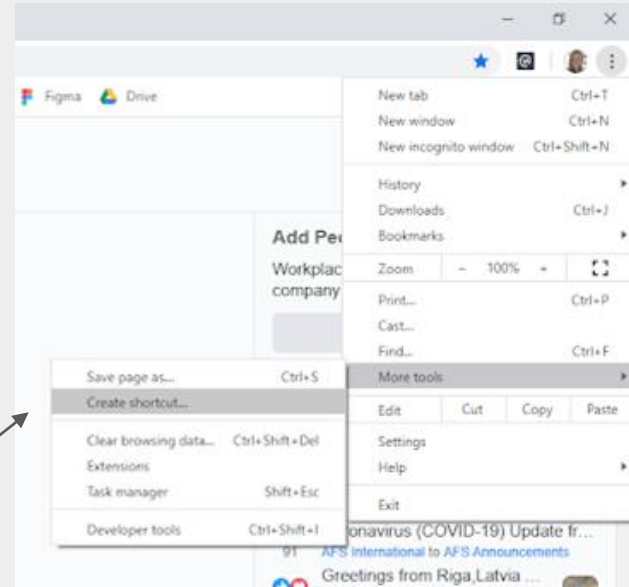 Figma Drive
New tab Ctrl+T
New window Ctrl+N
New incognito window Ctrl+Shift+N
History
Downloads Ctrl+J
Bookmarks
Zoom - 100% +
Print... Ctrl+P
Cast...
Find... Ctrl+F
More tools
Edit Cut Copy Paste
Settings
Help
Exit
Save page as... Ctrl+S
Create shortcut...
Clear browsing data... Ctrl+Shift+Del
Extensions
Task manager Shift+Esc
Developer tools Ctrl+Shift+I
Add Pe
Workplac
company
onavirus (COVID-19) Update fr...
91 AFS International to AFS Announcements
Greetings from Riga,Latvia ...